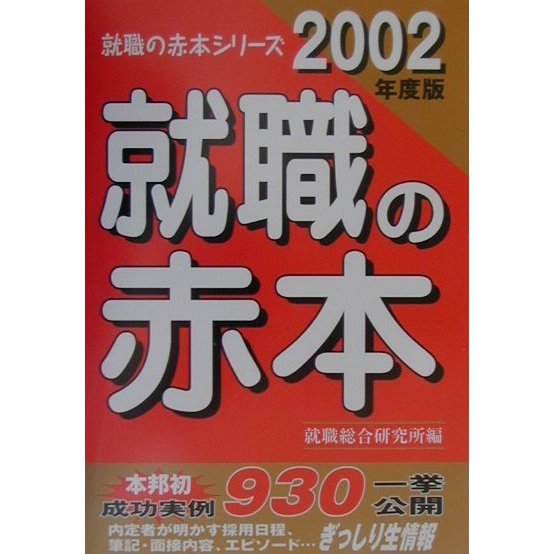 就職の赤本シリーズ
2002
年度版
就職の
赤本
就職総合研究所編
本邦初
成功実例
930
一挙
公開
内定者が明かす採用日程、
筆記・面接内容、エピソード…
ぎっしり生情報